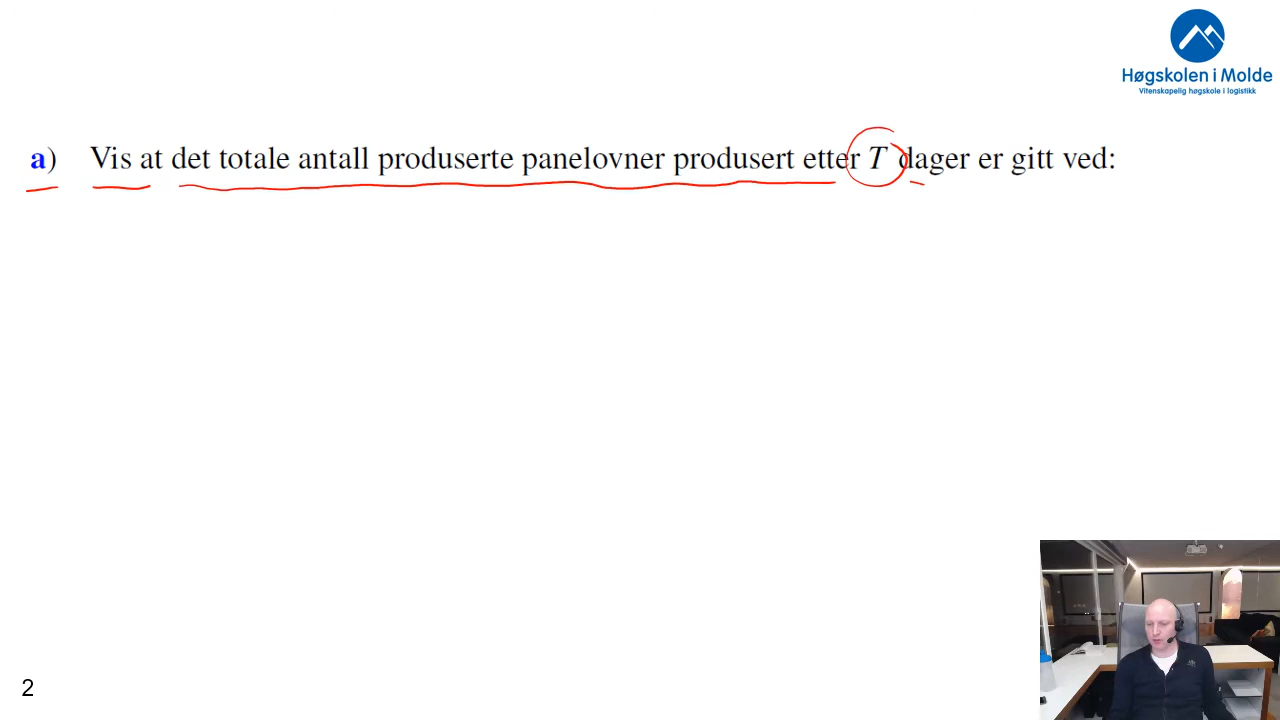 Høgskolen i Molde
Vitenskapelig høgskole i logistikk
a) Vis at det totale antall produserte panelovner produsert etter T dager er gitt ved:
2